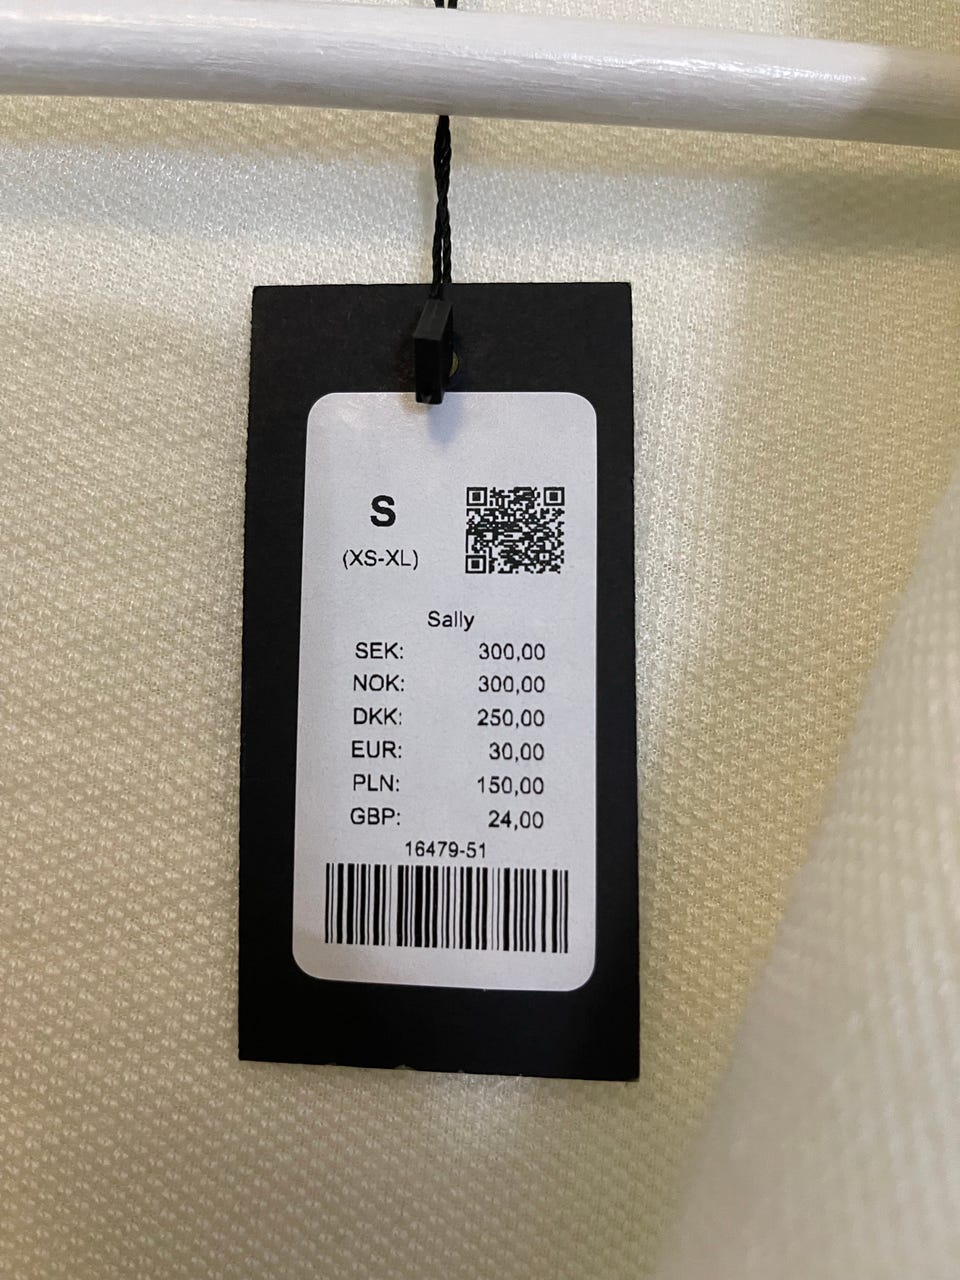 S
(XS-XL)
Sally
SEK: 300,00
NOK: 300,00
DKK: 250,00
EUR: 30,00
PLN: 150,00
GBP: 24,00
16479-51